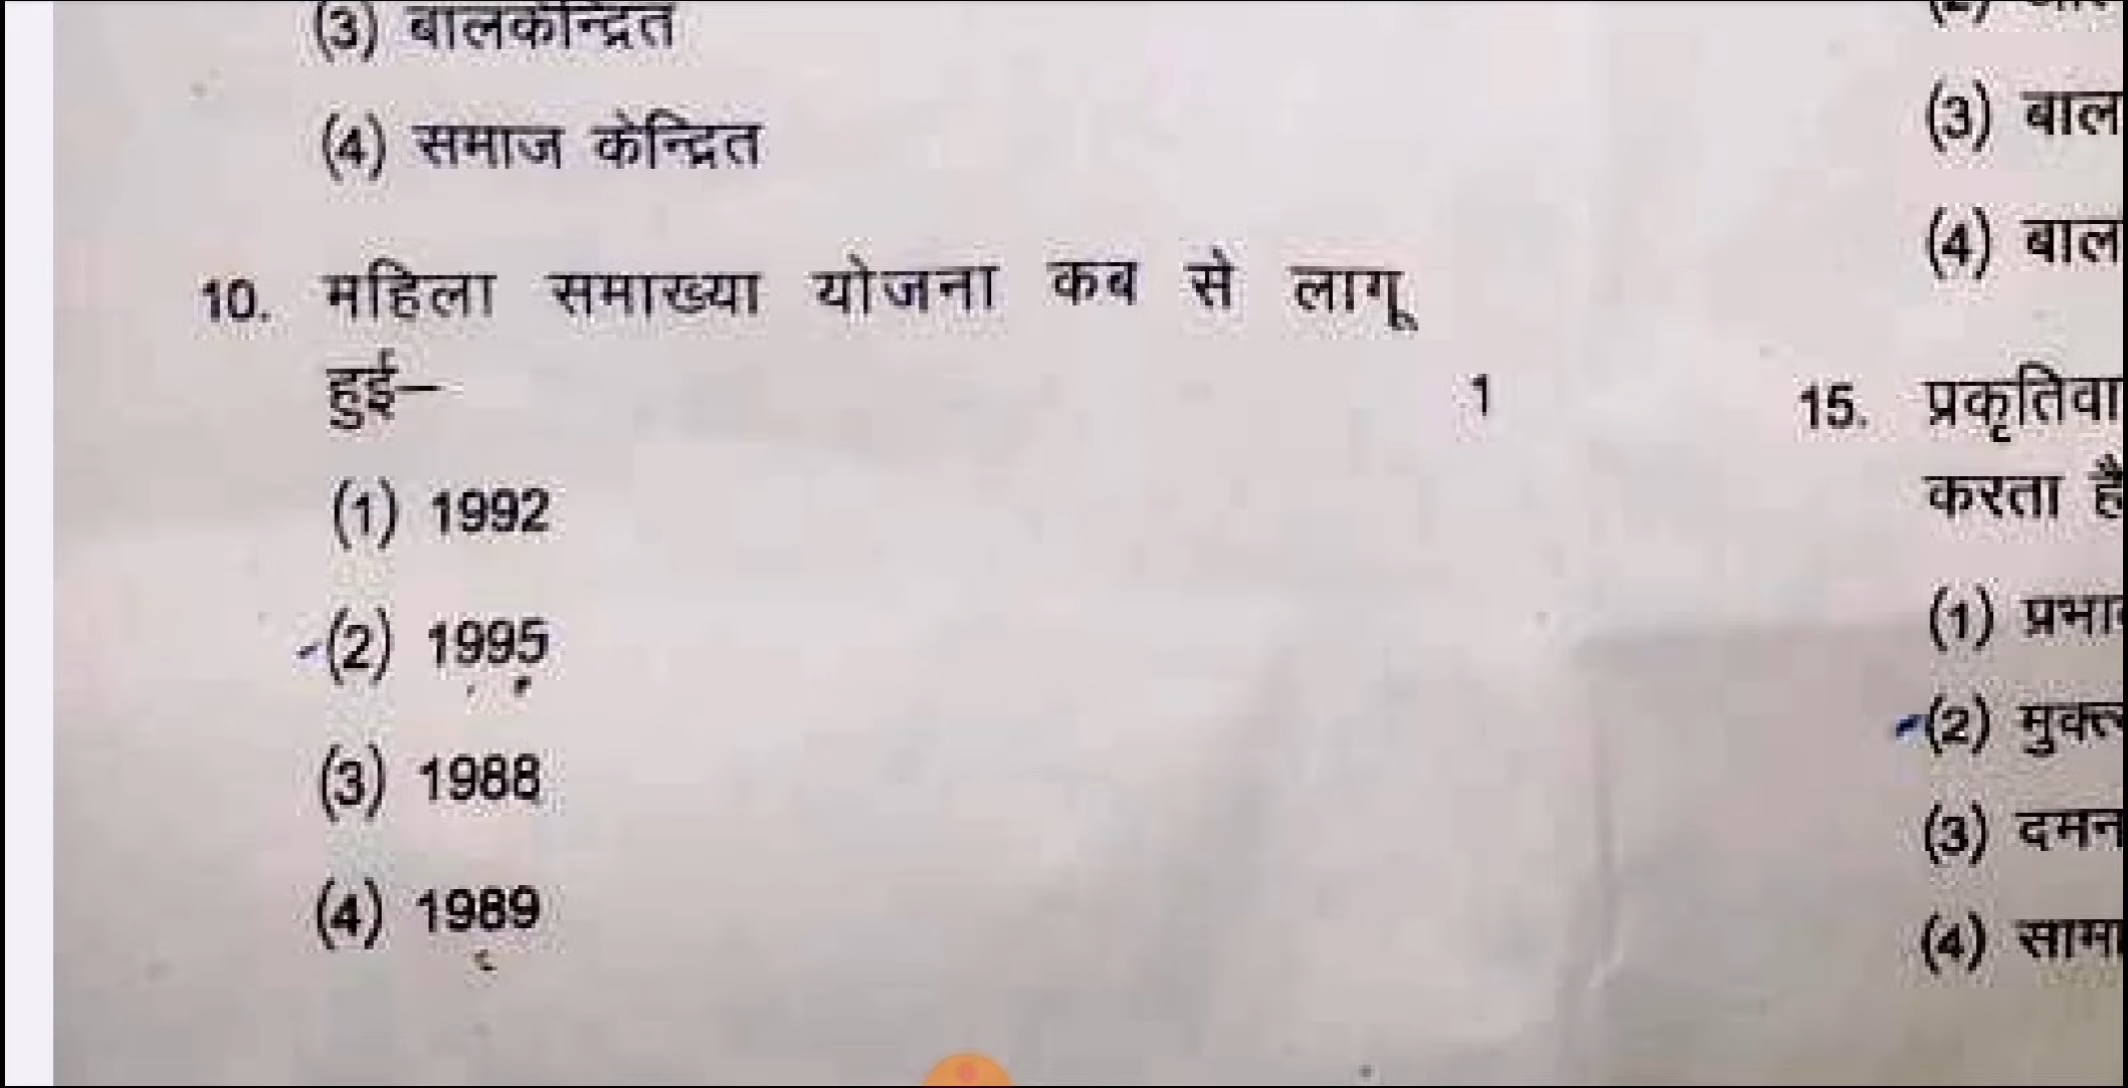 (3) बालकेन्द्रित
(4) समाज केन्द्रित
10. महिला समाख्या योजना कब से लागू
हुई– 1
(1) 1992
(2) 1995
(3) 1988
(4) 1989
(3) बाल
(4) बाल
15. प्रकृतिवा
करता है
(1) प्रभा
(2) मुक्त
(3) दमन
(4) सामा